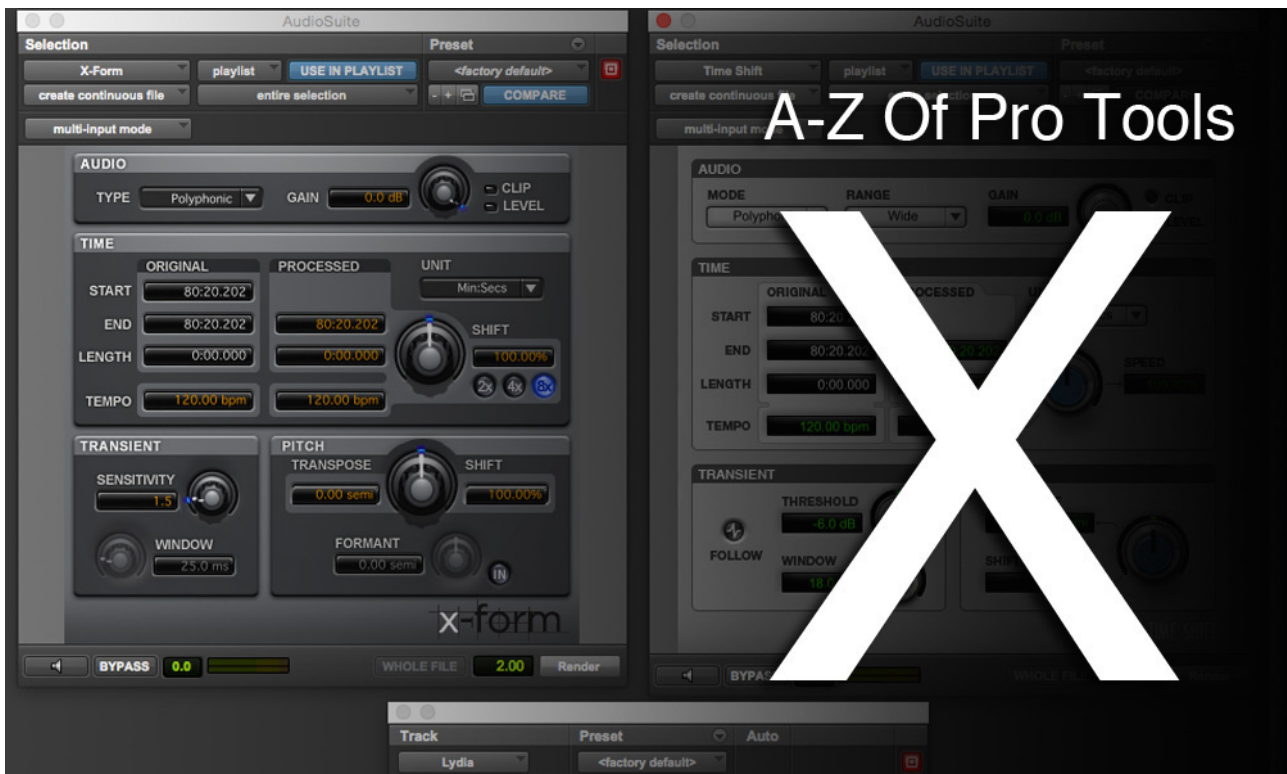 AudioSuite
Selection Preset
X-Form playlist USE IN PLAYLIST <factory default>
create continuous file entire selection - + COMPARE
multi-input mode
AUDIO
TYPE Polyphonic GAIN 0.0 dB CLIP
LEVEL
TIME
ORIGINAL PROCESSED UNIT
START 80:20.202 Min:Secs
END 80:20.202 80:20.202 SHIFT
LENGTH 0:00.000 0:00.000 100.00%
2x 4x 8x
TEMPO 120.00 bpm 120.00 bpm
TRANSIENT PITCH
SENSITIVITY TRANSPOSE SHIFT
1.5 0.00 semi 100.00%
WINDOW FORMANT
25.0 ms 0.00 semi IN
x-form
BYPASS 0.0 WHOLE FILE 2.00 Render
AudioSuite
Selection Preset
Time Shift playlist USE IN PLAYLIST <factory default>
create continuous COMPARE
multi-input
A-Z Of Pro Tools
X
AUDIO
MODE RANGE GAIN
Wide 0.0 dB CLIP
TIME
ORIGINAL
START
END 80:20.202 SPEED
LENGTH 0:00.000
TEMPO 120.00 bpm
TRANSIENT
THRESHOLD
-6.0 dB
FOLLOW WINDOW
Render
Track Preset Auto
Lydia <factory default>